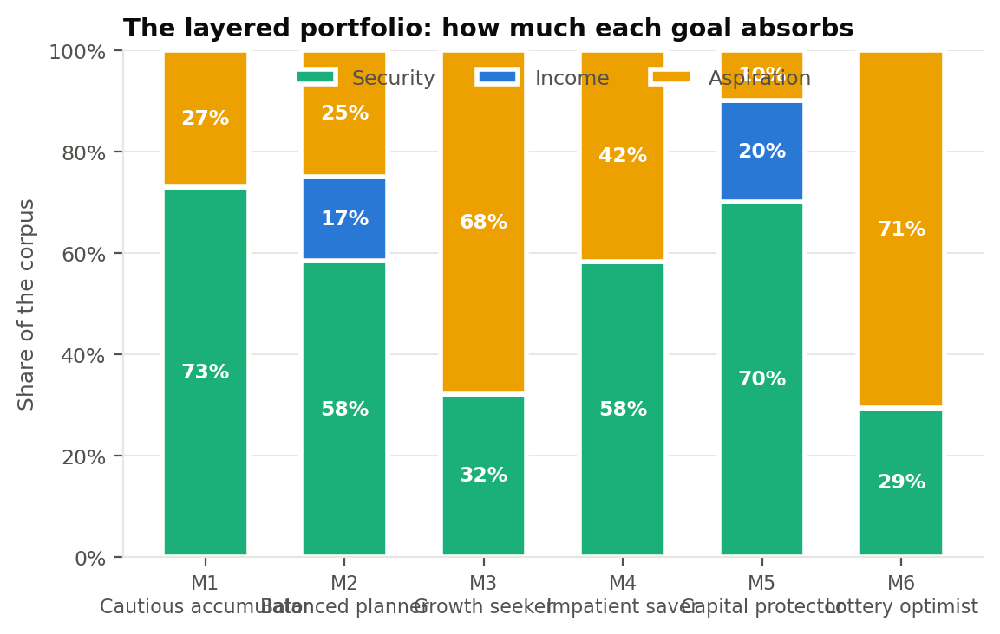 The layered portfolio: how much each goal absorbs
100%
80%
60%
40%
20%
0%
Share of the corpus
Security Income Aspiration
27% 25% 68% 42% 10%
17% 20% 71%
73% 58% 32% 58% 70% 29%
M1 M2 M3 M4 M5 M6
Cautious accumulator Balanced planner Growth seeker Impatient saver Capital protector Lottery optimist